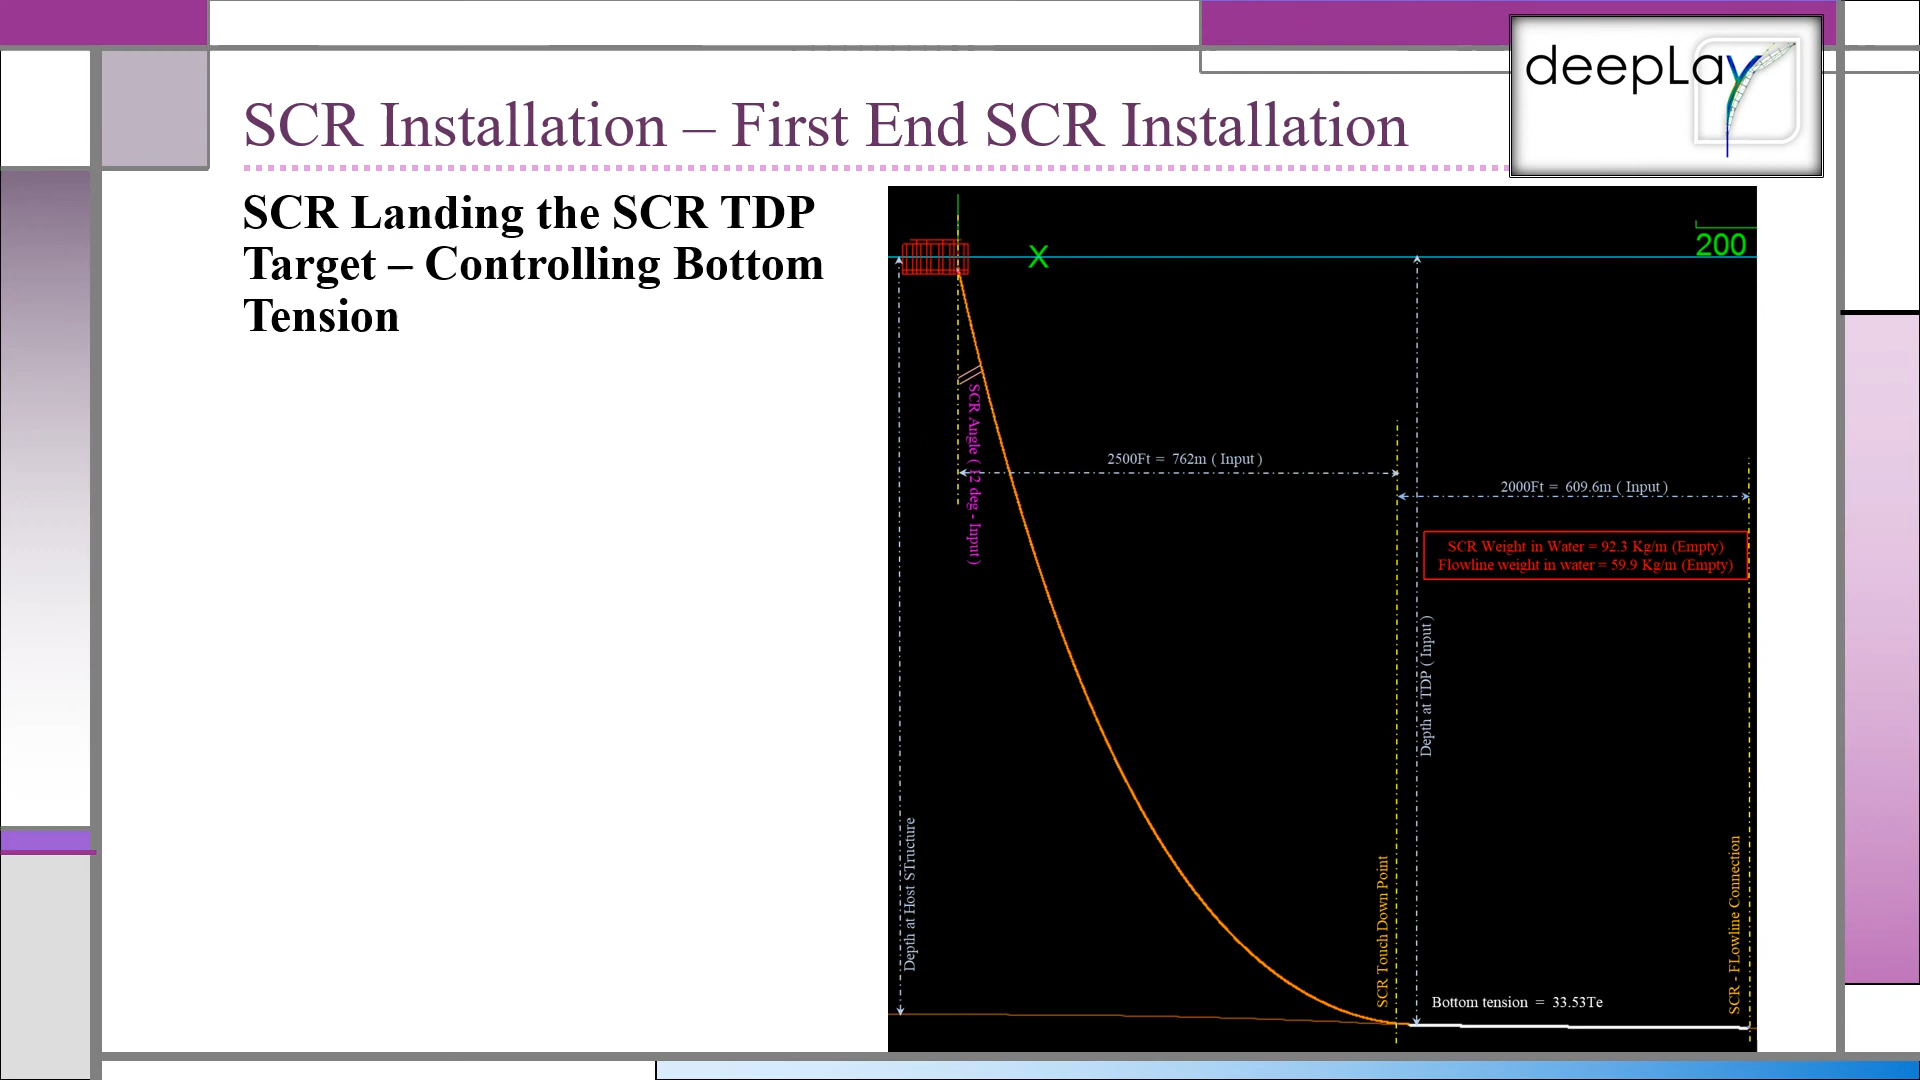 deepLay
SCR Installation – First End SCR Installation
SCR Landing the SCR TDP
Target – Controlling Bottom
Tension
X
200
SCR Angle ( 12 deg - Input )
2500Ft = 762m ( Input )
2000Ft = 609.6m ( Input )
SCR Weight in Water = 92.3 Kg/m (Empty)
Flowline weight in water = 59.9 Kg/m (Empty)
Depth at TDP ( Input )
Depth at Host STructure
SCR Touch Down Point
SCR - FLowline Connection
Bottom tension = 33.53Te